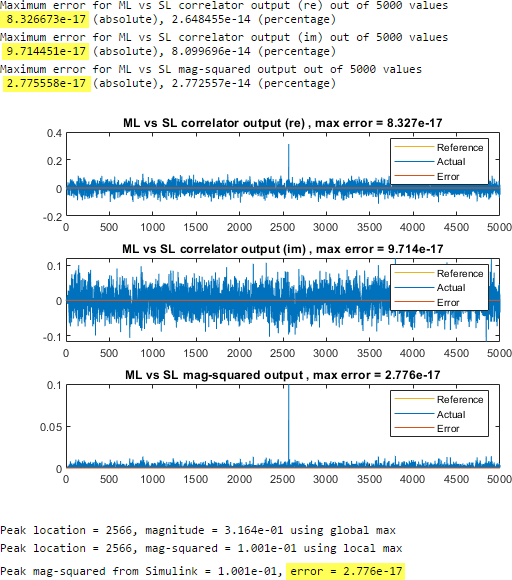 Maximum error for ML vs SL correlator output (re) out of 5000 values
8.326673e-17 (absolute), 2.648455e-14 (percentage)
Maximum error for ML vs SL correlator output (im) out of 5000 values
9.714451e-17 (absolute), 8.099696e-14 (percentage)
Maximum error for ML vs SL mag-squared output out of 5000 values
2.775558e-17 (absolute), 2.772557e-14 (percentage)
ML vs SL correlator output (re) , max error = 8.327e-17
0.4
0.2
0
-0.2
Reference
Actual
Error
0 500 1000 1500 2000 2500 3000 3500 4000 4500 5000
ML vs SL correlator output (im) , max error = 9.714e-17
0.1
0
-0.1
Reference
Actual
Error
0 500 1000 1500 2000 2500 3000 3500 4000 4500 5000
ML vs SL mag-squared output , max error = 2.776e-17
0.1
0.05
0
Reference
Actual
Error
0 500 1000 1500 2000 2500 3000 3500 4000 4500 5000
Peak location = 2566, magnitude = 3.164e-01 using global max
Peak location = 2566, mag-squared = 1.001e-01 using local max
Peak mag-squared from Simulink = 1.001e-01, error = 2.776e-17